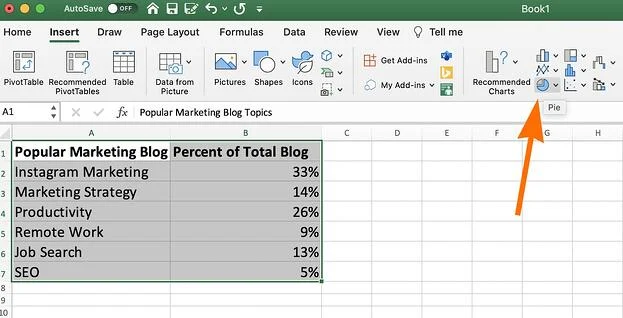 AutoSave OFF Book1
Home Insert Draw Page Layout Formulas Data Review View Tell me
PivotTable Recommended PivotTables Table Data from Picture Pictures Shapes Icons Get Add-ins My Add-ins Recommended Charts
Pie
A1 fx Popular Marketing Blog Topics
A B C D E F G H
1 Popular Marketing Blog Percent of Total Blog
2 Instagram Marketing 33%
3 Marketing Strategy 14%
4 Productivity 26%
5 Remote Work 9%
6 Job Search 13%
7 SEO 5%
8
9
10